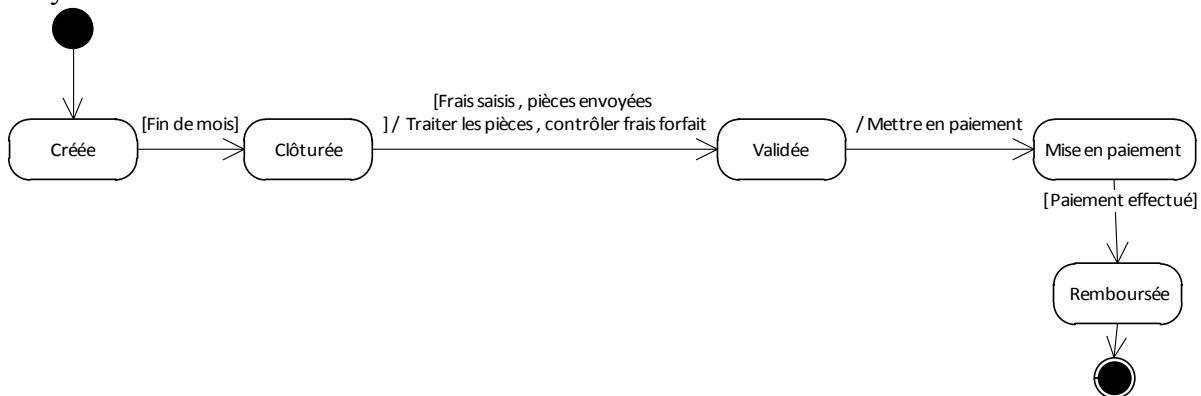 [Frais saisis , pièces envoyées
[Fin de mois]
] / Traiter les pièces , contrôler frais forfait
/ Mettre en paiement
Créée
Clôturée
Validée
Mise en paiement
[Paiement effectué]
Remboursée